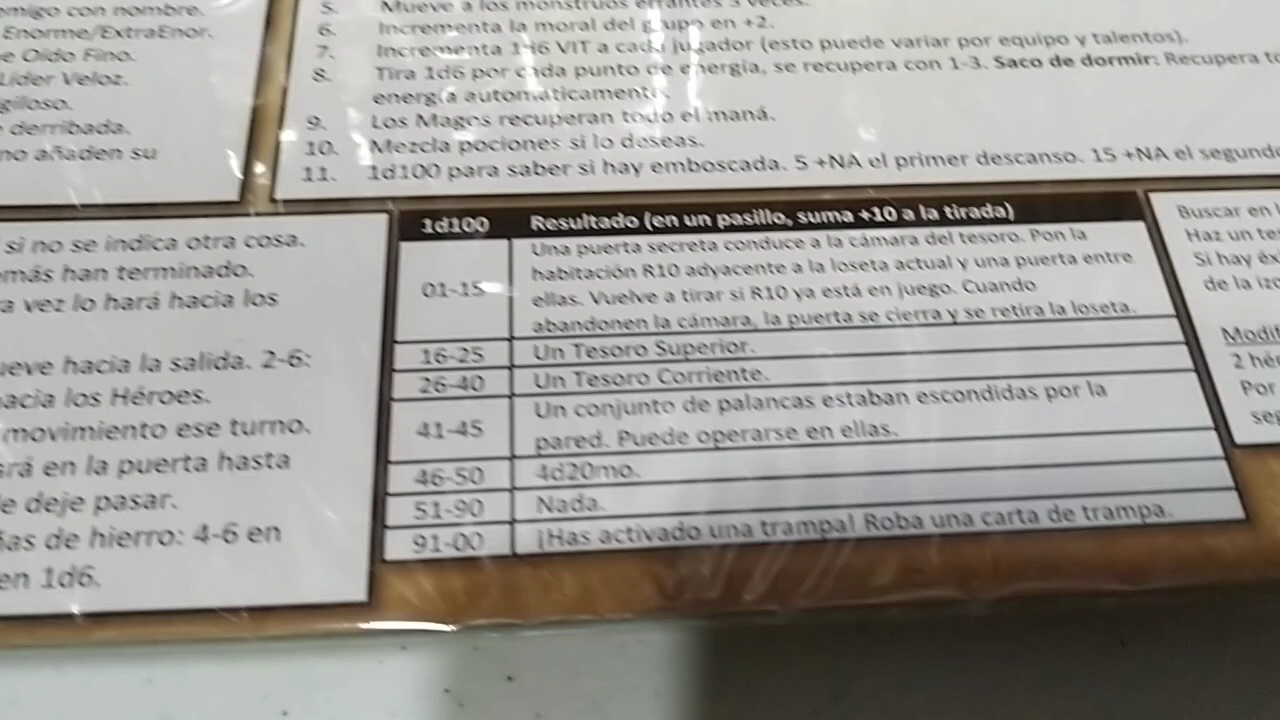 emigo con nombre.
Enorme/ExtraEnor.
e Oido Fino.
Líder Veloz.
giloso.
derribada.
no añaden su
5. Mueve a los monstruos errantes 3 veces.
6. Incrementa la moral del grupo en +2.
7. Incrementa 1d6 VIT a cada jugador (esto puede variar por equipo y talentos).
8. Tira 1d6 por cada punto de energía, se recupera con 1-3. Saco de dormir: Recupera
energía automáticamente.
9. Los Magos recuperan todo el maná.
10. Mezcla pociones si lo deseas.
11. 1d100 para saber si hay emboscada. 5 +NA el primer descanso. 15 +NA el segundo
si no se indica otra cosa.
más han terminado.
a vez lo hará hacia los
ueve hacia la salida. 2-6:
acia los Héroes.
movimiento ese turno.
ará en la puerta hasta
e deje pasar.
ñas de hierro: 4-6 en
en 1d6.
1d100 Resultado (en un pasillo, suma +10 a la tirada)
01-15 Una puerta secreta conduce a la cámara del tesoro. Pon la
habitación R10 adyacente a la loseta actual y una puerta entre
ellas. Vuelve a tirar si R10 ya está en juego. Cuando
abandonen la cámara, la puerta se cierra y se retira la loseta.
16-25 Un Tesoro Superior.
26-40 Un Tesoro Corriente.
41-45 Un conjunto de palancas estaban escondidas por la
pared. Puede operarse en ellas.
46-50 4d20mo.
51-90 Nada.
91-00 ¡Has activado una trampa! Roba una carta de trampa.
Buscar en
Haz un te
Si hay éx
de la iz
Modif
2 hé
Por
se